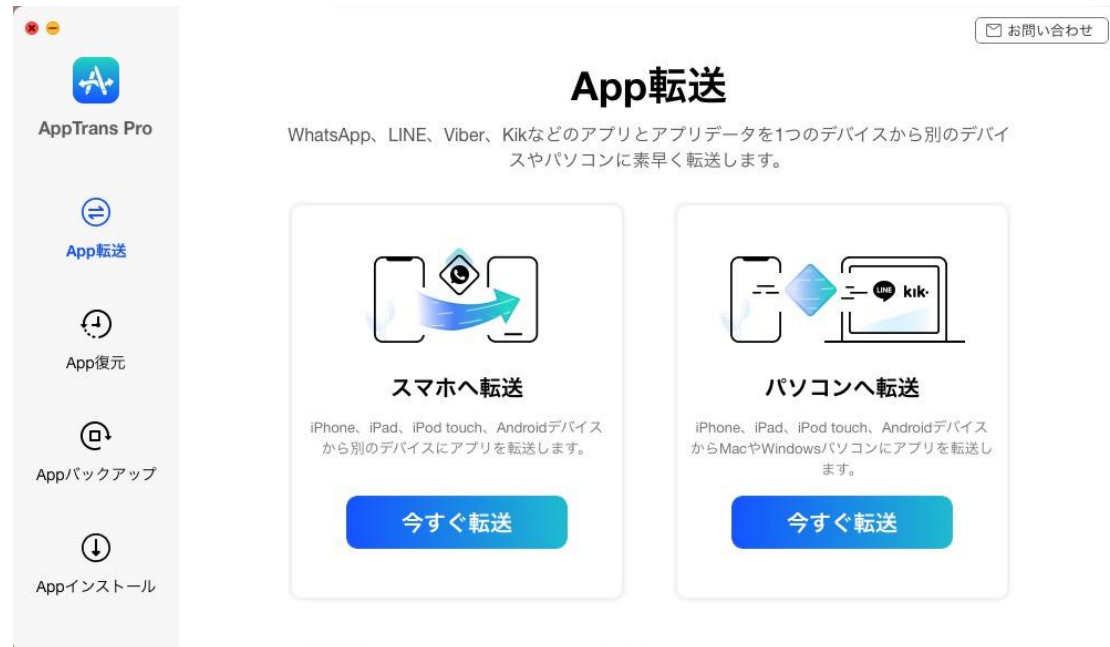 お問い合わせ
AppTrans Pro
App転送
App復元
Appバックアップ
Appインストール
App転送
WhatsApp、LINE、Viber、Kikなどのアプリとアプリデータを1つのデバイスから別のデバイ
スやパソコンに素早く転送します。
スマホへ転送
iPhone、iPad、iPod touch、Androidデバイス
から別のデバイスにアプリを転送します。
今すぐ転送
LINE
kik·
パソコンへ転送
iPhone、iPad、iPod touch、Androidデバイス
からMacやWindowsパソコンにアプリを転送し
ます。
今すぐ転送